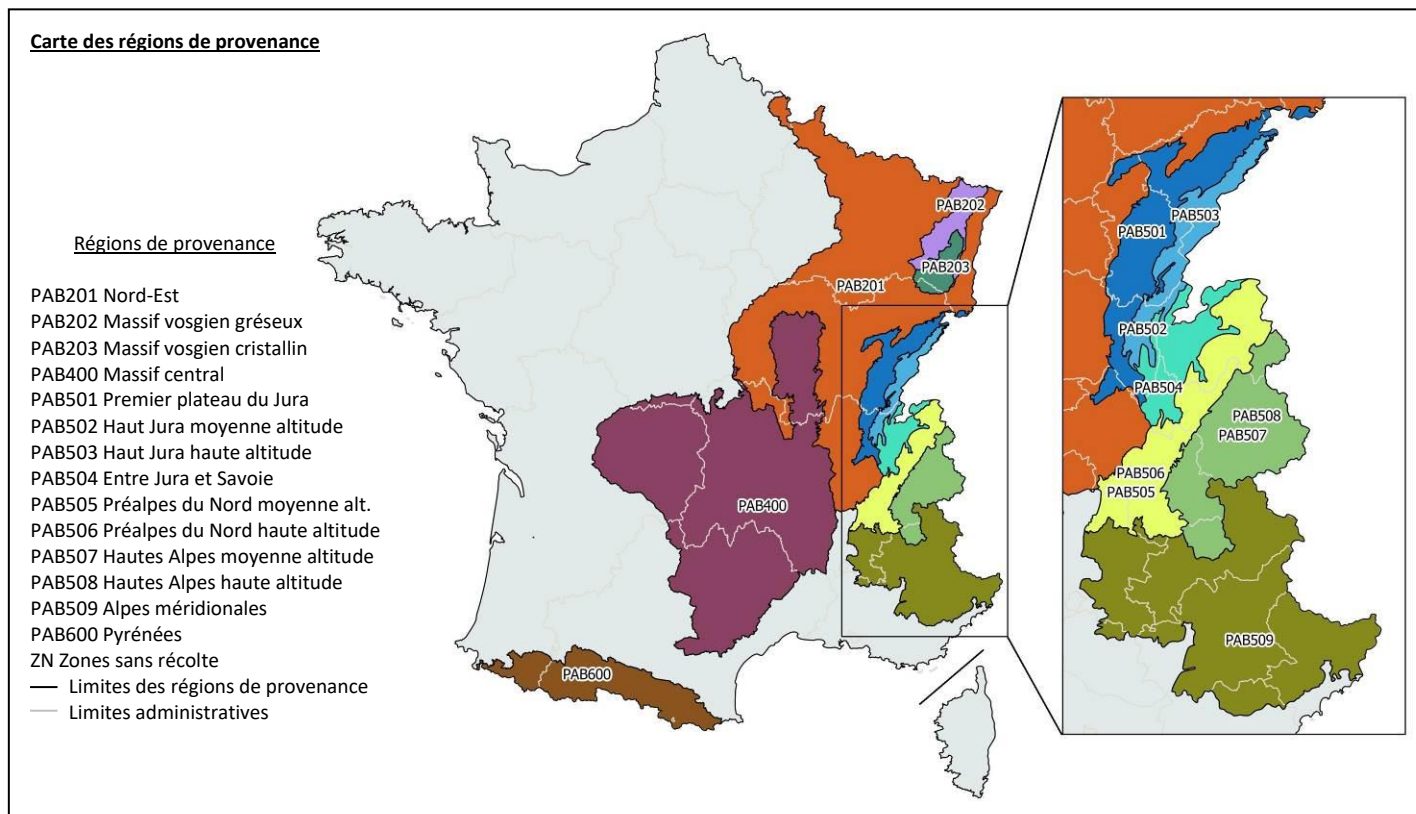 Carte des régions de provenance
Régions de provenance
PAB201 Nord-Est
PAB202 Massif vosgien gréseux
PAB203 Massif vosgien cristallin
PAB400 Massif central
PAB501 Premier plateau du Jura
PAB502 Haut Jura moyenne altitude
PAB503 Haut Jura haute altitude
PAB504 Entre Jura et Savoie
PAB505 Préalpes du Nord moyenne alt.
PAB506 Préalpes du Nord haute altitude
PAB507 Hautes Alpes moyenne altitude
PAB508 Hautes Alpes haute altitude
PAB509 Alpes méridionales
PAB600 Pyrénées
ZN Zones sans récolte
Limites des régions de provenance
Limites administratives
PAB202
PAB203
PAB201
PAB400
PAB600
PAB503
PAB501
PAB502
PAB504
PAB508
PAB507
PAB506
PAB505
PAB509